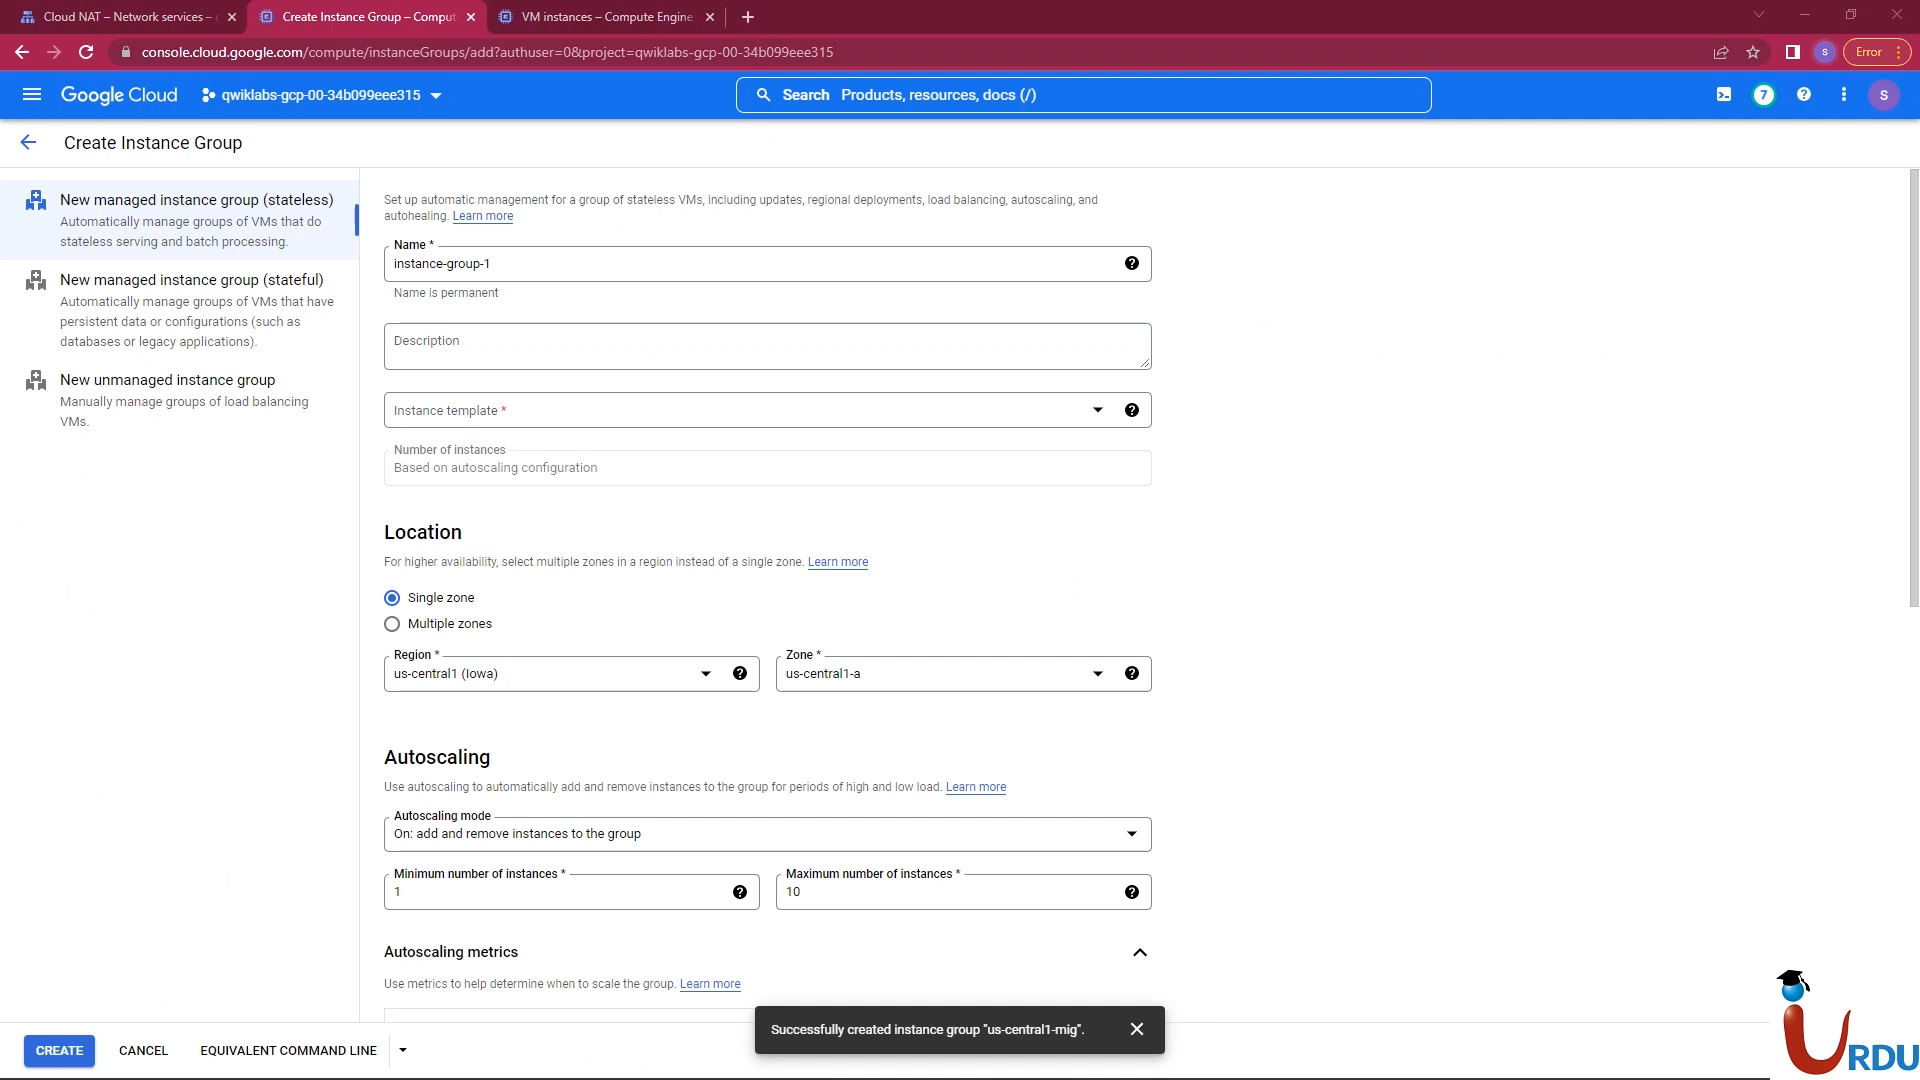 Cloud NAT – Network services –
Create Instance Group – Comput
VM instances – Compute Engine
console.cloud.google.com/compute/instanceGroups/add?authuser=0&project=qwiklabs-gcp-00-34b099eee315
S
Error
Google Cloud
qwiklabs-gcp-00-34b099eee315
Search Products, resources, docs (/)
7
S
Create Instance Group
New managed instance group (stateless)
Automatically manage groups of VMs that do
stateless serving and batch processing.
New managed instance group (stateful)
Automatically manage groups of VMs that have
persistent data or configurations (such as
databases or legacy applications).
New unmanaged instance group
Manually manage groups of load balancing
VMs.
Set up automatic management for a group of stateless VMs, including updates, regional deployments, load balancing, autoscaling, and
autohealing. Learn more
Name *
instance-group-1
Name is permanent
Description
Instance template *
Number of instances
Based on autoscaling configuration
Location
For higher availability, select multiple zones in a region instead of a single zone. Learn more
Single zone
Multiple zones
Region *
us-central1 (Iowa)
Zone *
us-central1-a
Autoscaling
Use autoscaling to automatically add and remove instances to the group for periods of high and low load. Learn more
Autoscaling mode
On: add and remove instances to the group
Minimum number of instances *
1
Maximum number of instances *
10
Autoscaling metrics
Use metrics to help determine when to scale the group. Learn more
Successfully created instance group "us-central1-mig".
CREATE
CANCEL
EQUIVALENT COMMAND LINE
iURDU